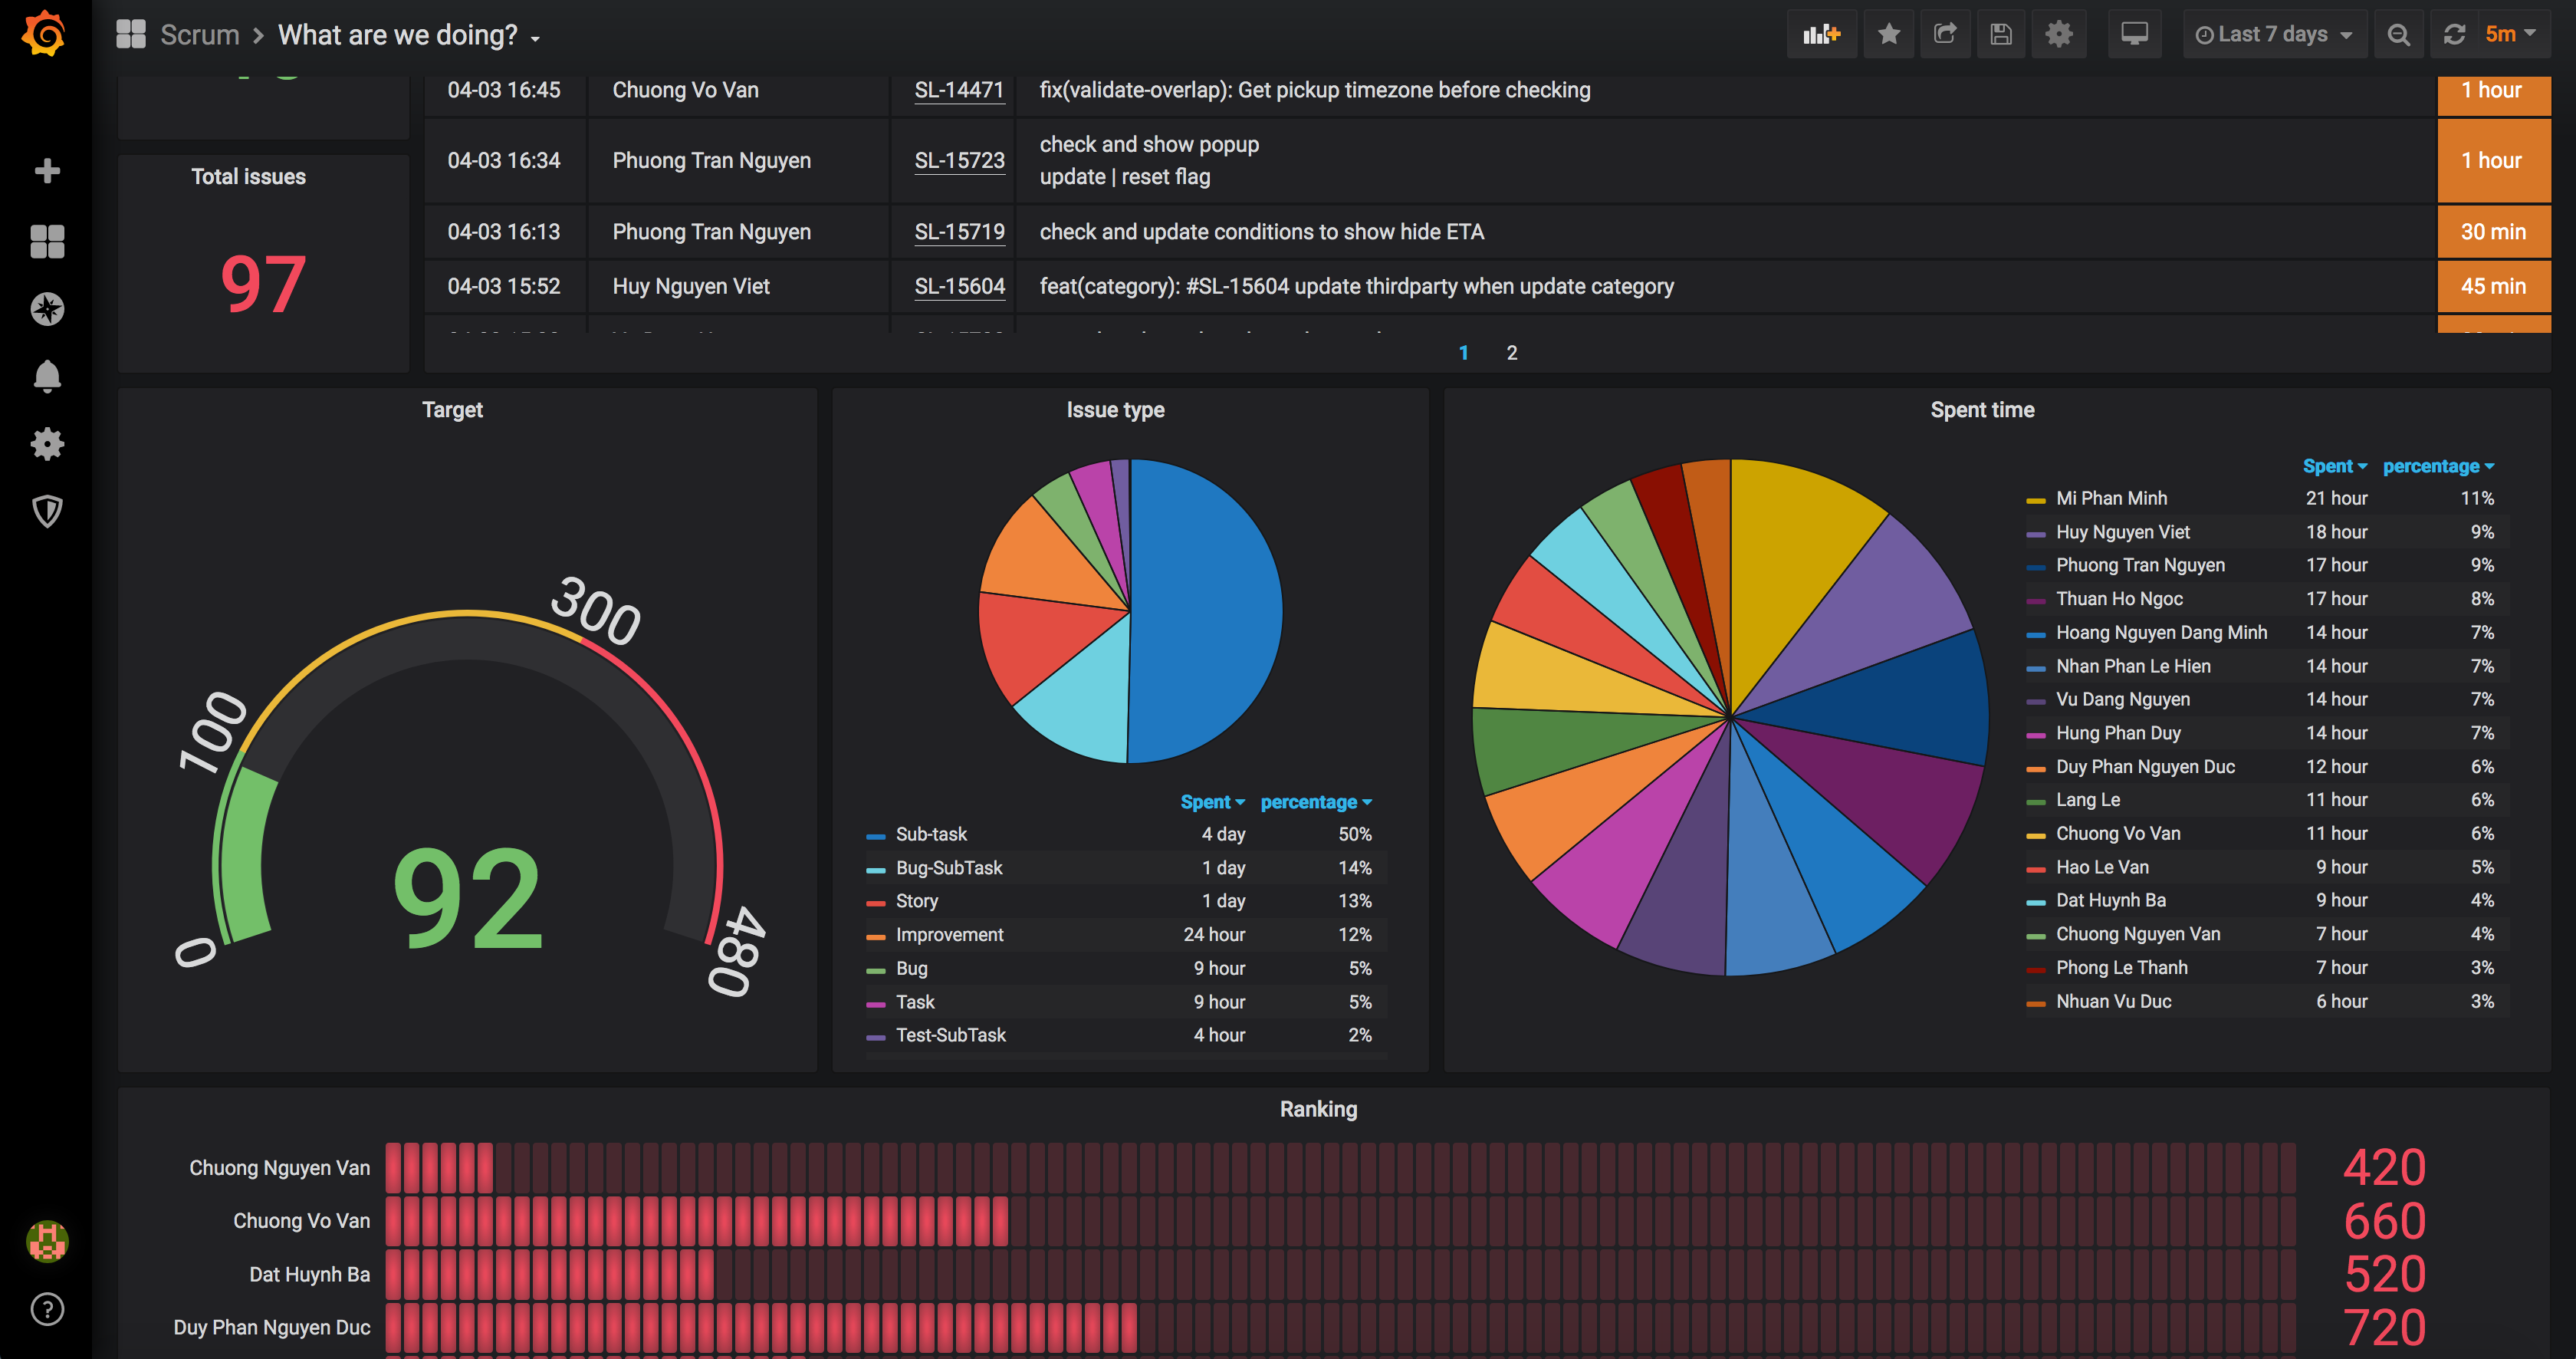 Scrum > What are we doing?
Last 7 days
5m
04-03 16:45 Chuong Vo Van SL-14471 fix(validate-overlap): Get pickup timezone before checking 1 hour
04-03 16:34 Phuong Tran Nguyen SL-15723 check and show popup
update | reset flag 1 hour
04-03 16:13 Phuong Tran Nguyen SL-15719 check and update conditions to show hide ETA 30 min
04-03 15:52 Huy Nguyen Viet SL-15604 feat(category): #SL-15604 update thirdparty when update category 45 min
1 2
Total issues
97
Target
0
100
300
480
92
Issue type
Spent percentage
Sub-task 4 day 50%
Bug-SubTask 1 day 14%
Story 1 day 13%
Improvement 24 hour 12%
Bug 9 hour 5%
Task 9 hour 5%
Test-SubTask 4 hour 2%
Spent time
Spent percentage
Mi Phan Minh 21 hour 11%
Huy Nguyen Viet 18 hour 9%
Phuong Tran Nguyen 17 hour 9%
Thuan Ho Ngoc 17 hour 8%
Hoang Nguyen Dang Minh 14 hour 7%
Nhan Phan Le Hien 14 hour 7%
Vu Dang Nguyen 14 hour 7%
Hung Phan Duy 14 hour 7%
Duy Phan Nguyen Duc 12 hour 6%
Lang Le 11 hour 6%
Chuong Vo Van 11 hour 6%
Hao Le Van 9 hour 5%
Dat Huynh Ba 9 hour 4%
Chuong Nguyen Van 7 hour 4%
Phong Le Thanh 7 hour 3%
Nhuan Vu Duc 6 hour 3%
Ranking
Chuong Nguyen Van 420
Chuong Vo Van 660
Dat Huynh Ba 520
Duy Phan Nguyen Duc 720